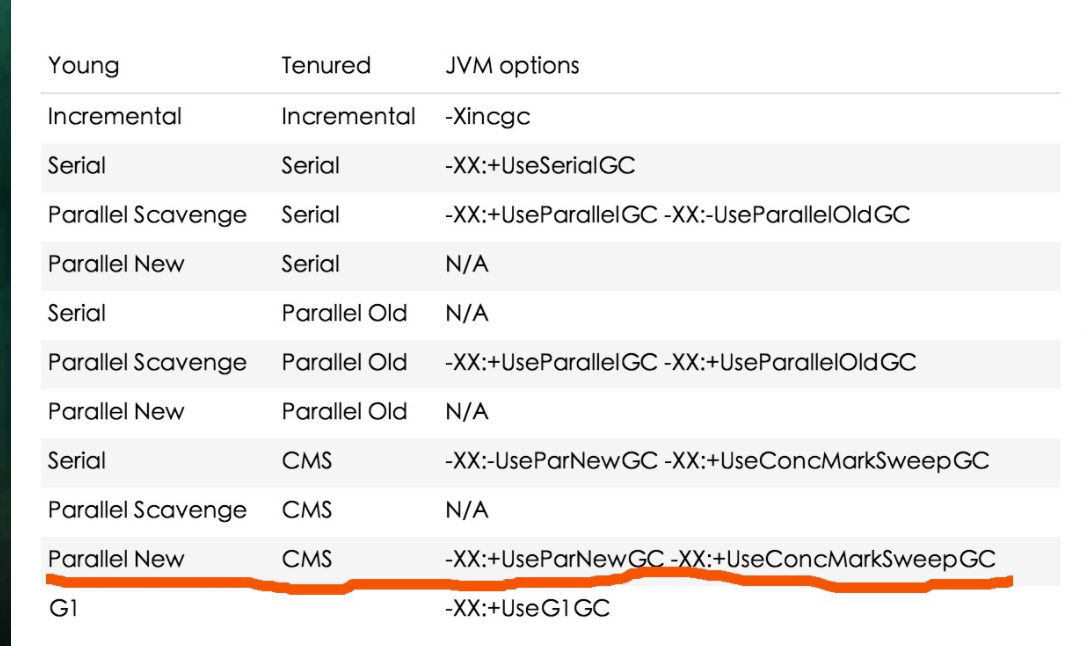 Young Tenured JVM options
Incremental Incremental -Xincgc
Serial Serial -XX:+UseSerialGC
Parallel Scavenge Serial -XX:+UseParallelGC -XX:-UseParallelOldGC
Parallel New Serial N/A
Serial Parallel Old N/A
Parallel Scavenge Parallel Old -XX:+UseParallelGC -XX:+UseParallelOldGC
Parallel New Parallel Old N/A
Serial CMS -XX:-UseParNewGC -XX:+UseConcMarkSweepGC
Parallel Scavenge CMS N/A
Parallel New CMS -XX:+UseParNewGC -XX:+UseConcMarkSweepGC
G1 -XX:+UseG1GC